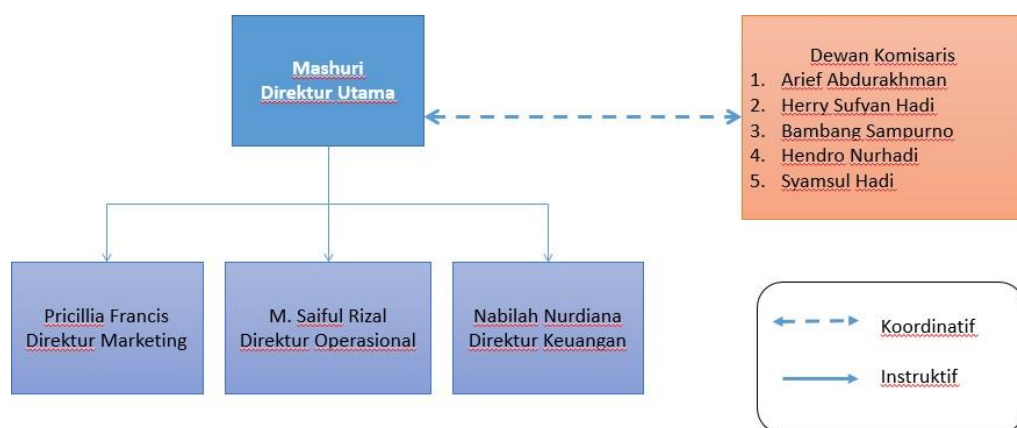 Mashuri
Direktur Utama
Dewan Komisaris
1. Arief Abdurakhman
2. Herry Sufyan Hadi
3. Bambang Sampurno
4. Hendro Nurhadi
5. Syamsul Hadi
Pricillia Francis
Direktur Marketing
M. Saiful Rizal
Direktur Operasional
Nabilah Nurdiana
Direktur Keuangan
Koordinatif
Instruktif